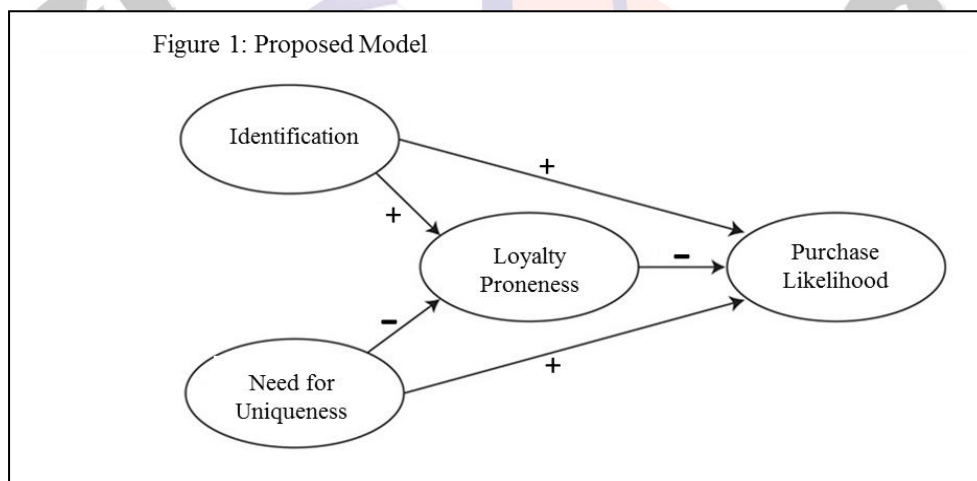 Figure 1: Proposed Model
Identification
+
+
Loyalty
Proneness
-
Purchase
Likelihood
-
+
Need for
Uniqueness